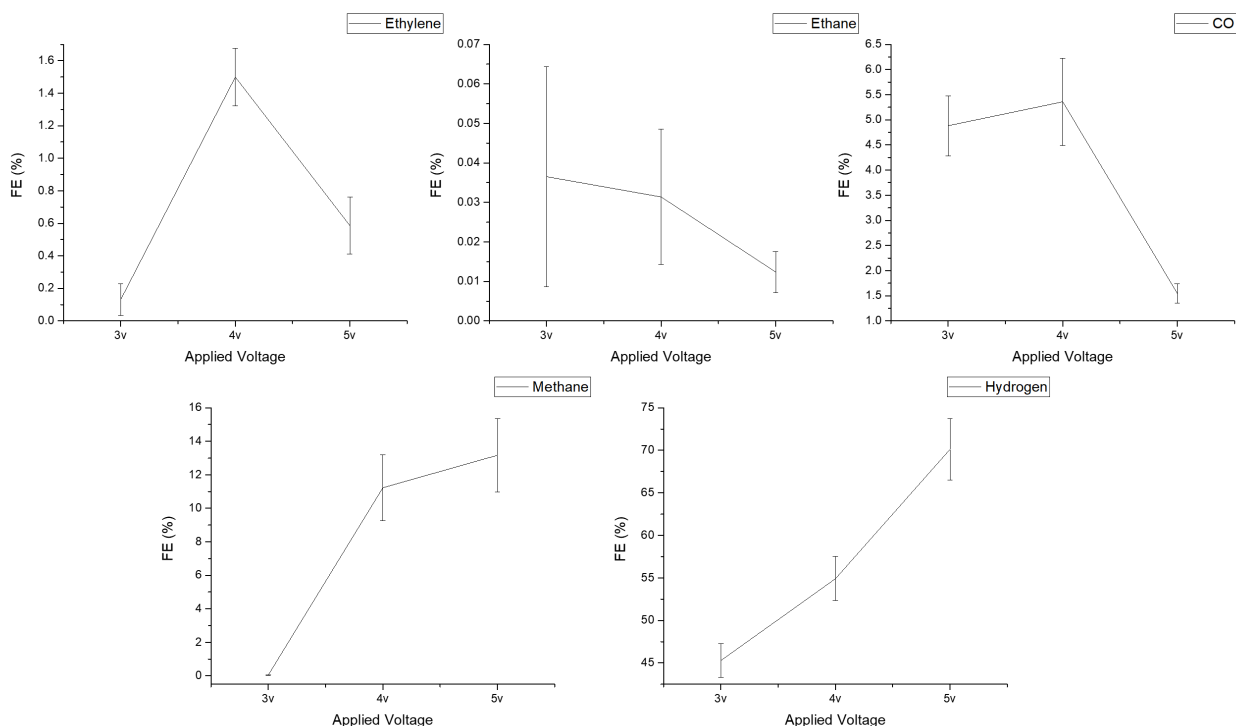 Ethylene
1.6
1.4
1.2
1.0
0.8
0.6
0.4
0.2
0.0
FE (%)
3v 4v 5v
Applied Voltage
Ethane
0.07
0.06
0.05
0.04
0.03
0.02
0.01
0.00
FE (%)
3v 4v 5v
Applied Voltage
CO
6.5
6.0
5.5
5.0
4.5
4.0
3.5
3.0
2.5
2.0
1.5
1.0
FE (%)
3v 4v 5v
Applied Voltage
Methane
16
14
12
10
8
6
4
2
0
FE (%)
3v 4v 5v
Applied Voltage
Hydrogen
75
70
65
60
55
50
45
FE (%)
3v 4v 5v
Applied Voltage